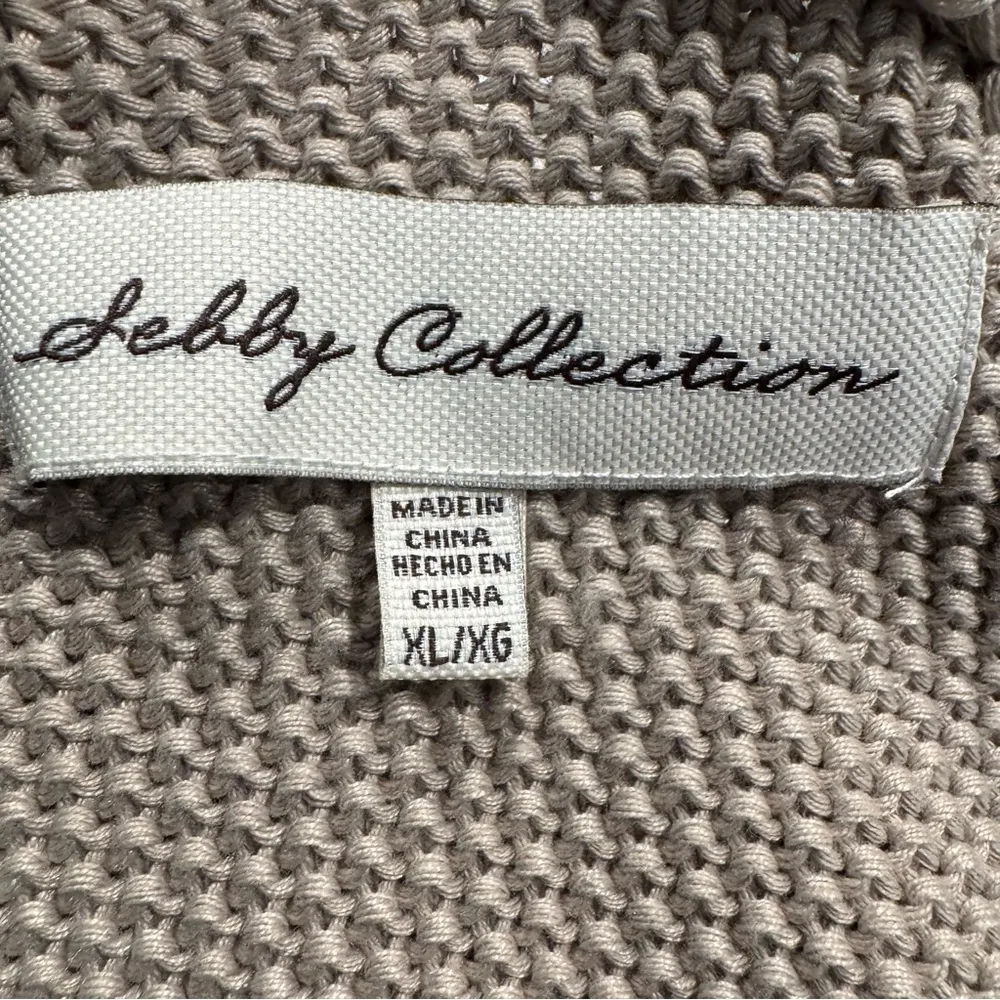 Sebby Collection
MADE IN
CHINA
HECHO EN
CHINA
XL/XG